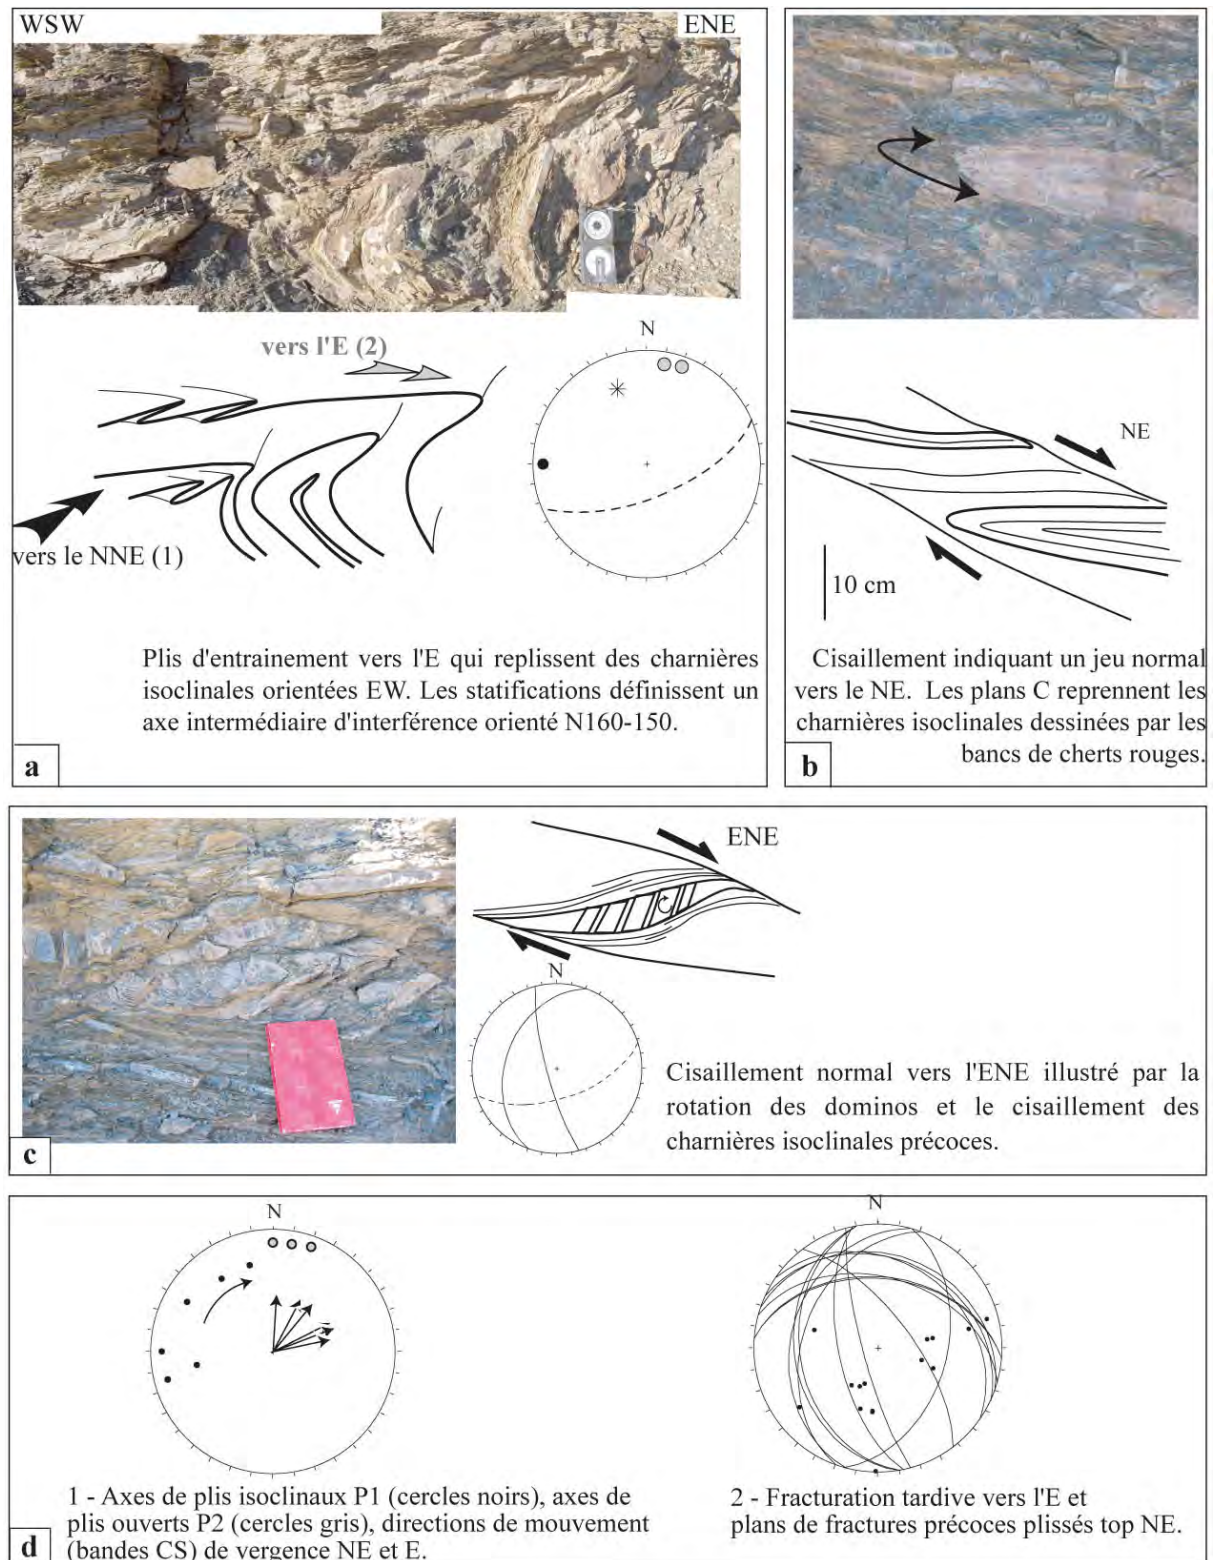 WSW
ENE
vers l'E (2)
N
vers le NNE (1)
Plis d'entrainement vers l'E qui replissent des charnières
isoclinales orientées EW. Les statifications définissent un
axe intermédiaire d'interférence orienté N160-150.
a
NE
10 cm
Cisaillement indiquant un jeu normal
vers le NE. Les plans C reprennent les
charnières isoclinales dessinées par les
bancs de cherts rouges.
b
ENE
N
Cisaillement normal vers l'ENE illustré par la
rotation des dominos et le cisaillement des
charnières isoclinales précoces.
c
N
N
1 - Axes de plis isoclinaux P1 (cercles noirs), axes de
plis ouverts P2 (cercles gris), directions de mouvement
(bandes CS) de vergence NE et E.
2 - Fracturation tardive vers l'E et
plans de fractures précoces plissés top NE.
d